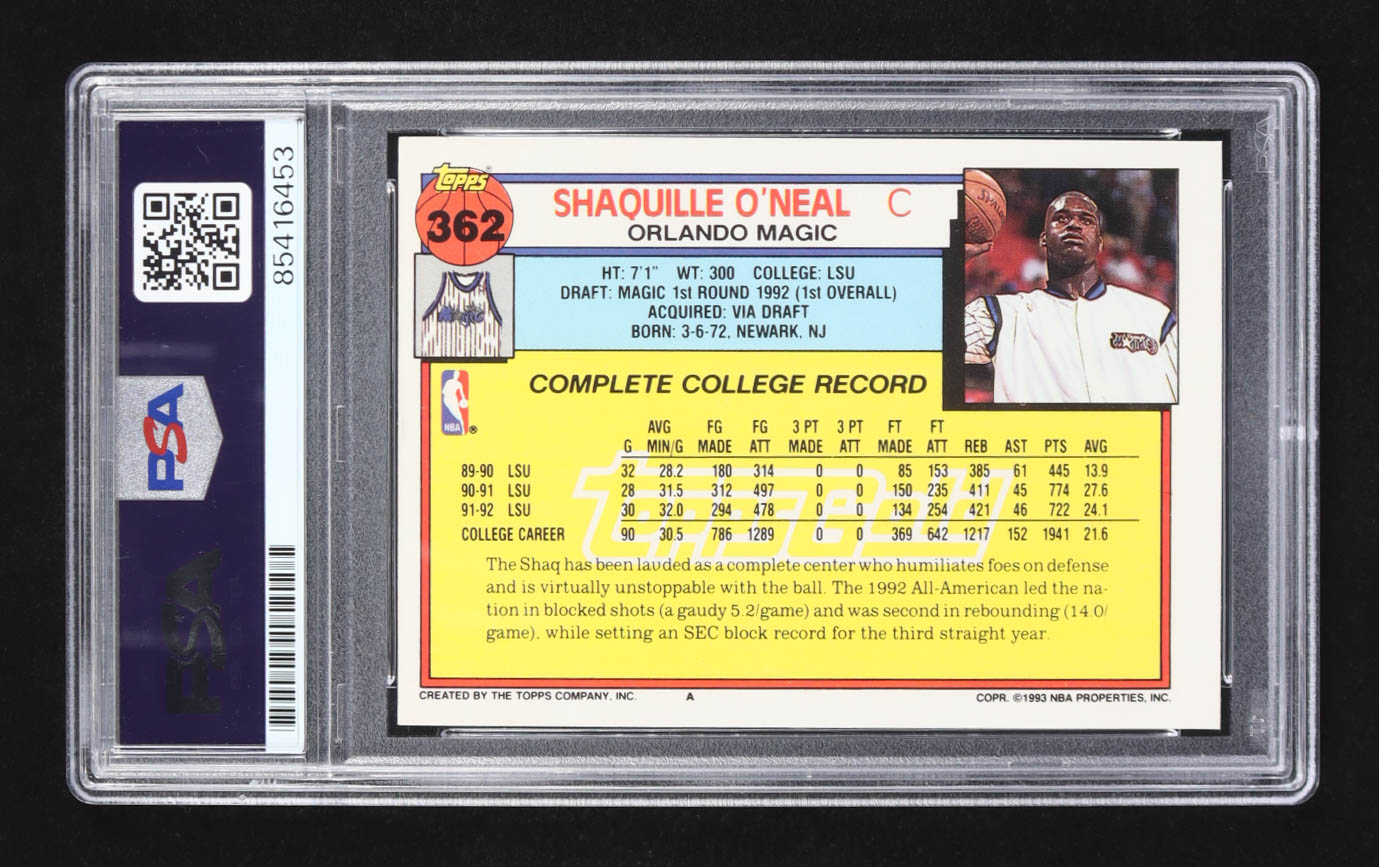 85416453
PSA
PSA
TOPPS
362
SHAQUILLE O'NEAL C
ORLANDO MAGIC
HT: 7'1" WT: 300 COLLEGE: LSU
DRAFT: MAGIC 1st ROUND 1992 (1st OVERALL)
ACQUIRED: VIA DRAFT
BORN: 3-6-72, NEWARK, NJ
SPALDING
Magic
NBA®
COMPLETE COLLEGE RECORD
AVG FG FG 3 PT 3 PT FT FT
G MIN/G MADE ATT MADE ATT MADE ATT REB AST PTS AVG
89-90 LSU 32 28.2 180 314 0 0 85 153 385 61 445 13.9
90-91 LSU 28 31.5 312 497 0 0 150 235 411 45 774 27.6
91-92 LSU 30 32.0 294 478 0 0 134 254 421 46 722 24.1
COLLEGE CAREER 90 30.5 786 1289 0 0 369 642 1217 152 1941 21.6
ToppsGold
The Shaq has been lauded as a complete center who humiliates foes on defense
and is virtually unstoppable with the ball. The 1992 All-American led the na-
tion in blocked shots (a gaudy 5.2/game) and was second in rebounding (14.0/
game), while setting an SEC block record for the third straight year.
CREATED BY THE TOPPS COMPANY, INC. A COPR. ©1993 NBA PROPERTIES, INC.